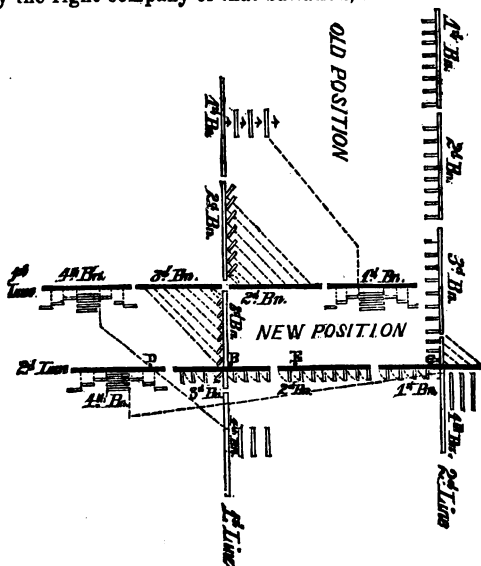 by the right company of that battalion,
OLD POSITION
1st Bn.
2d Bn.
3d Bn.
1st Bn.
2d Bn.
4th Bn.
3d Bn.
2d Bn.
1st Bn.
1st Line
3d Bn.
NEW POSITION
2d Line
D
B
E
4th Bn.
3d Bn.
2d Bn.
1st Bn.
4th Bn.
4th Bn.
1st Line
2d Line